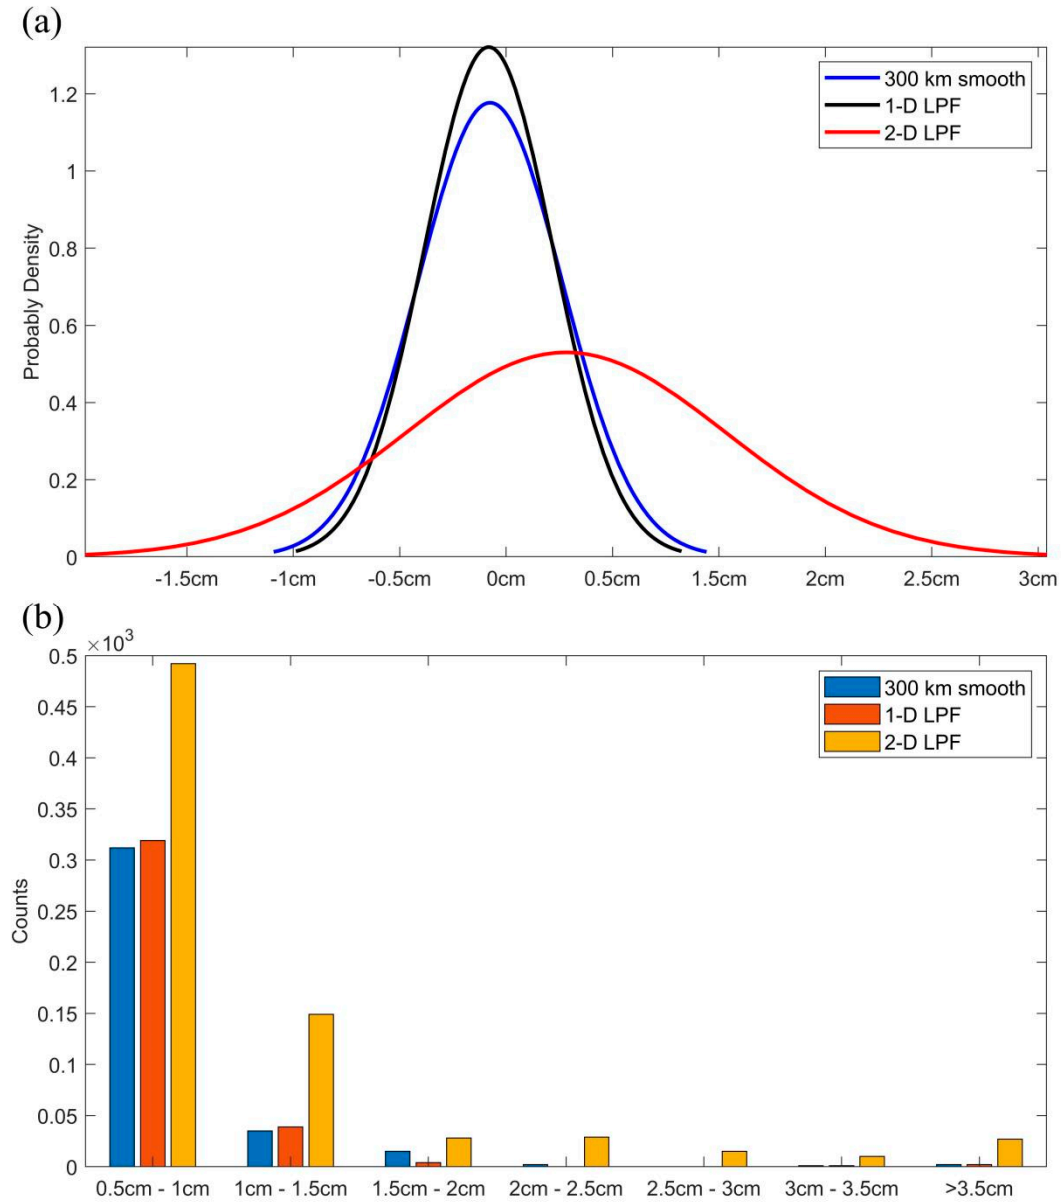 (a)
300 km smooth
1-D LPF
2-D LPF
1.2
1
0.8
0.6
0.4
0.2
0
Probably Density
-1.5cm -1cm -0.5cm 0cm 0.5cm 1.5cm 2cm 2.5cm 3cm
(b)
×10³
300 km smooth
1-D LPF
2-D LPF
0.5
0.45
0.4
0.35
0.3
0.25
0.2
0.15
0.1
0.05
0
Counts
0.5cm - 1cm 1cm - 1.5cm 1.5cm - 2cm 2cm - 2.5cm 2.5cm - 3cm 3cm - 3.5cm >35cm